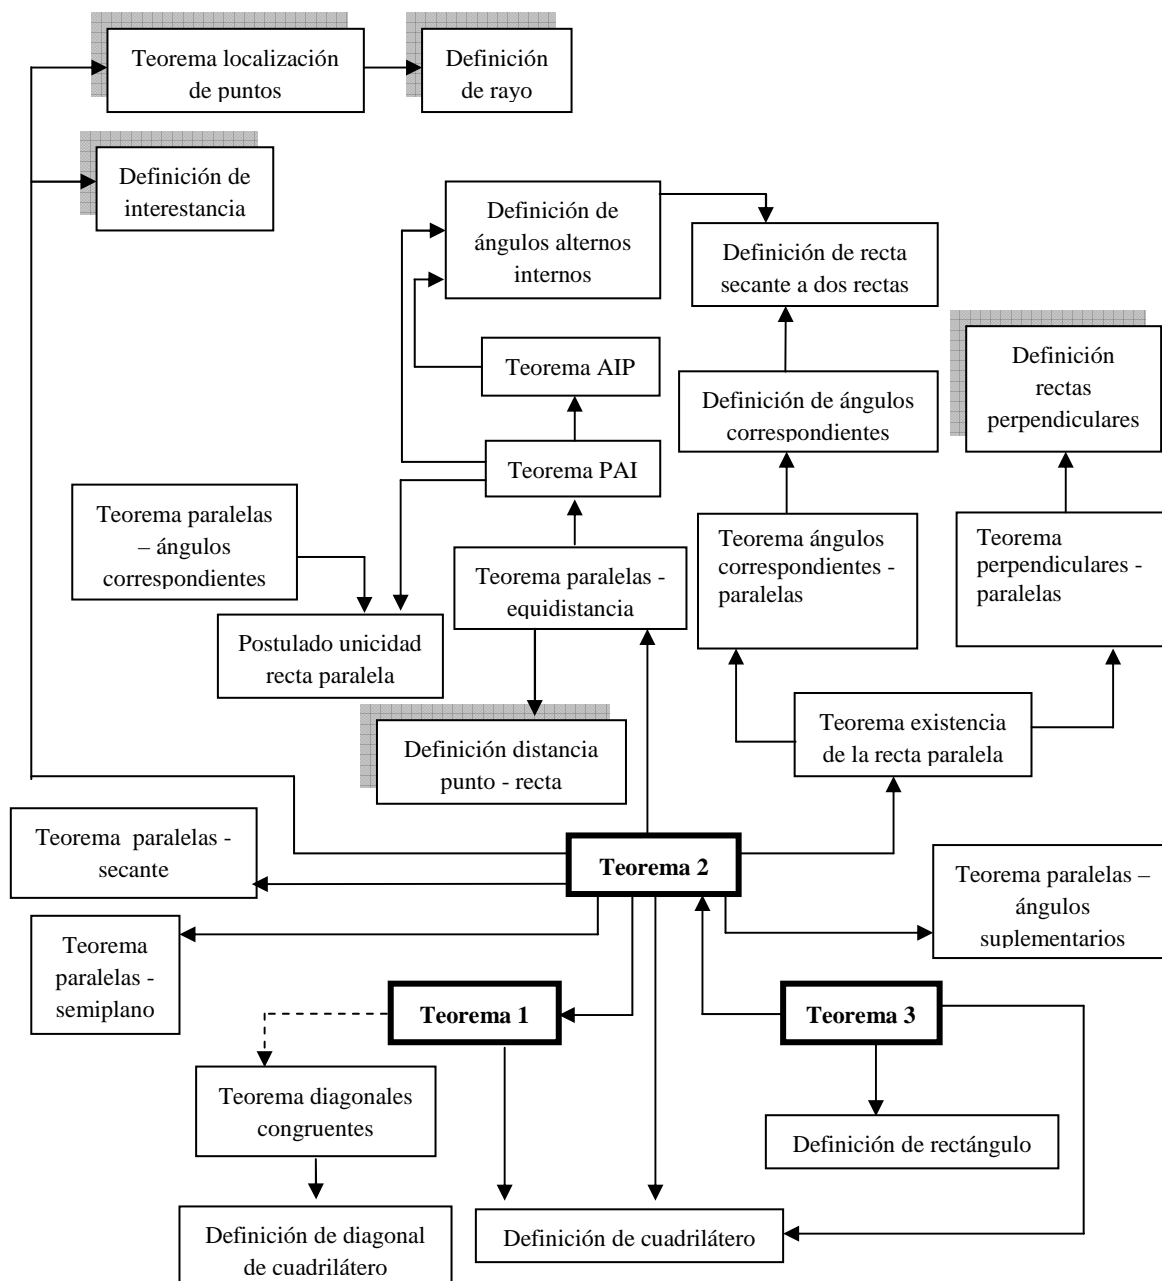 Teorema localización
de puntos
Definición
de rayo
Definición de
interestancia
Definición de
ángulos alternos
internos
Definición de recta
secante a dos rectas
Definición
rectas
perpendiculares
Teorema AIP
Definición de ángulos
correspondientes
Teorema PAI
Teorema paralelas
– ángulos
correspondientes
Teorema paralelas -
equidistancia
Teorema ángulos
correspondientes -
paralelas
Teorema
perpendiculares -
paralelas
Postulado unicidad
recta paralela
Definición distancia
punto - recta
Teorema existencia
de la recta paralela
Teorema paralelas -
secante
Teorema 2
Teorema paralelas –
ángulos
suplementarios
Teorema
paralelas -
semiplano
Teorema 1
Teorema 3
Teorema diagonales
congruentes
Definición de rectángulo
Definición de diagonal
de cuadrilátero
Definición de cuadrilátero